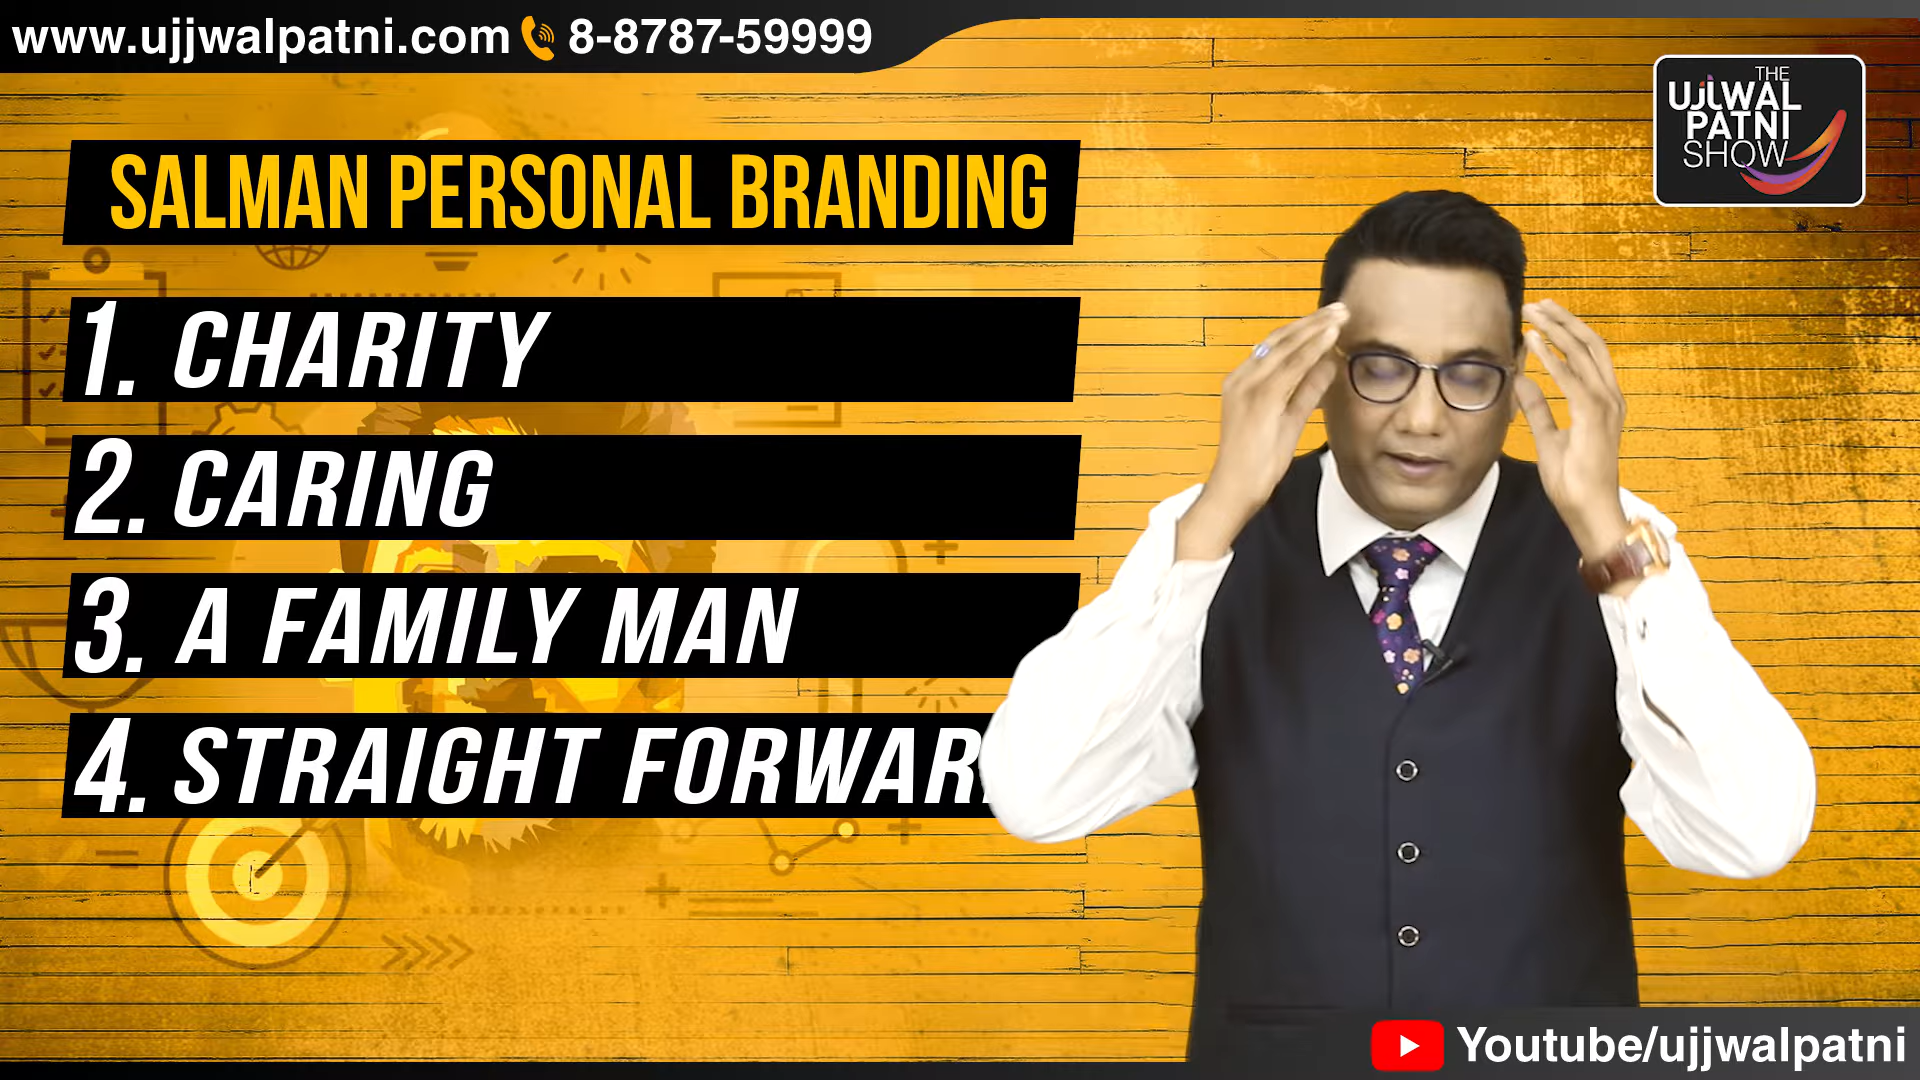 www.ujjwalpatni.com 8-8787-59999
THE
UJJWAL
PATNI
SHOW
SALMAN PERSONAL BRANDING
1. CHARITY
2. CARING
3. A FAMILY MAN
4. STRAIGHT FORWAR
Youtube/ujjwalpatni